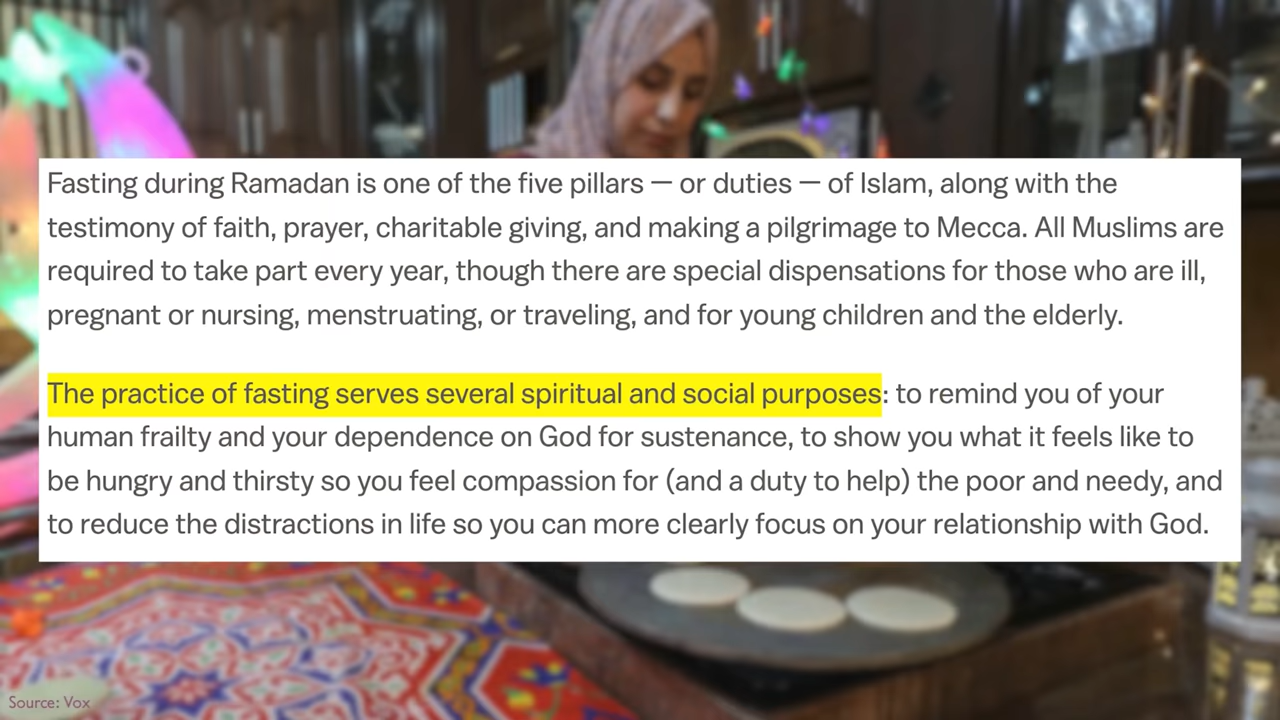 Fasting during Ramadan is one of the five pillars — or duties — of Islam, along with the
testimony of faith, prayer, charitable giving, and making a pilgrimage to Mecca. All Muslims are
required to take part every year, though there are special dispensations for those who are ill,
pregnant or nursing, menstruating, or traveling, and for young children and the elderly.
The practice of fasting serves several spiritual and social purposes: to remind you of your
human frailty and your dependence on God for sustenance, to show you what it feels like to
be hungry and thirsty so you feel compassion for (and a duty to help) the poor and needy, and
to reduce the distractions in life so you can more clearly focus on your relationship with God.
Source: Vox